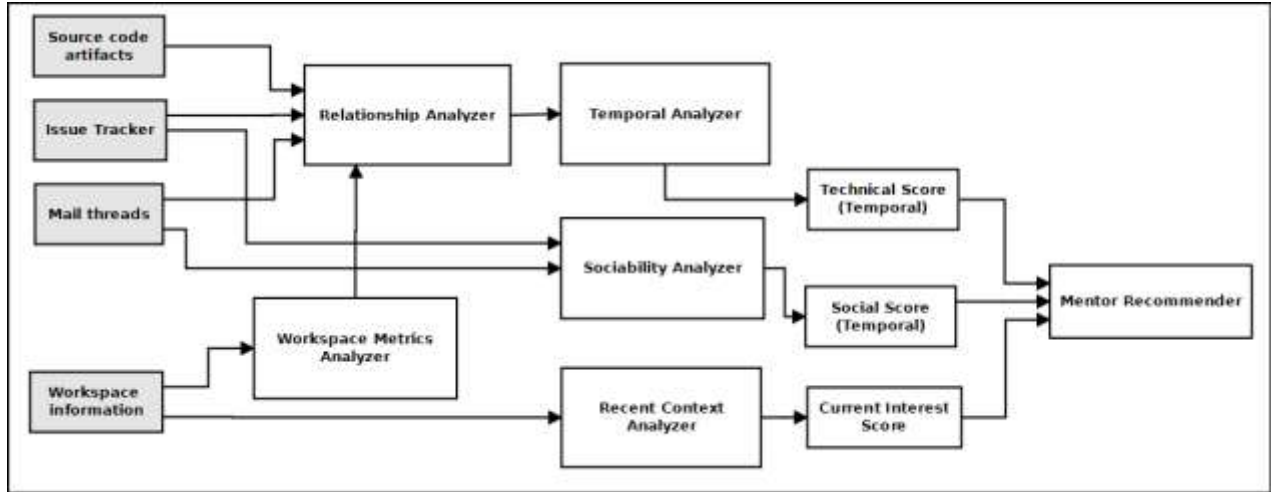 Source code
artifacts
Issue Tracker
Mail threads
Workspace
information
Relationship Analyzer
Workspace Metrics
Analyzer
Temporal Analyzer
Sociability Analyzer
Recent Context
Analyzer
Technical Score
(Temporal)
Social Score
(Temporal)
Current Interest
Score
Mentor Recommender